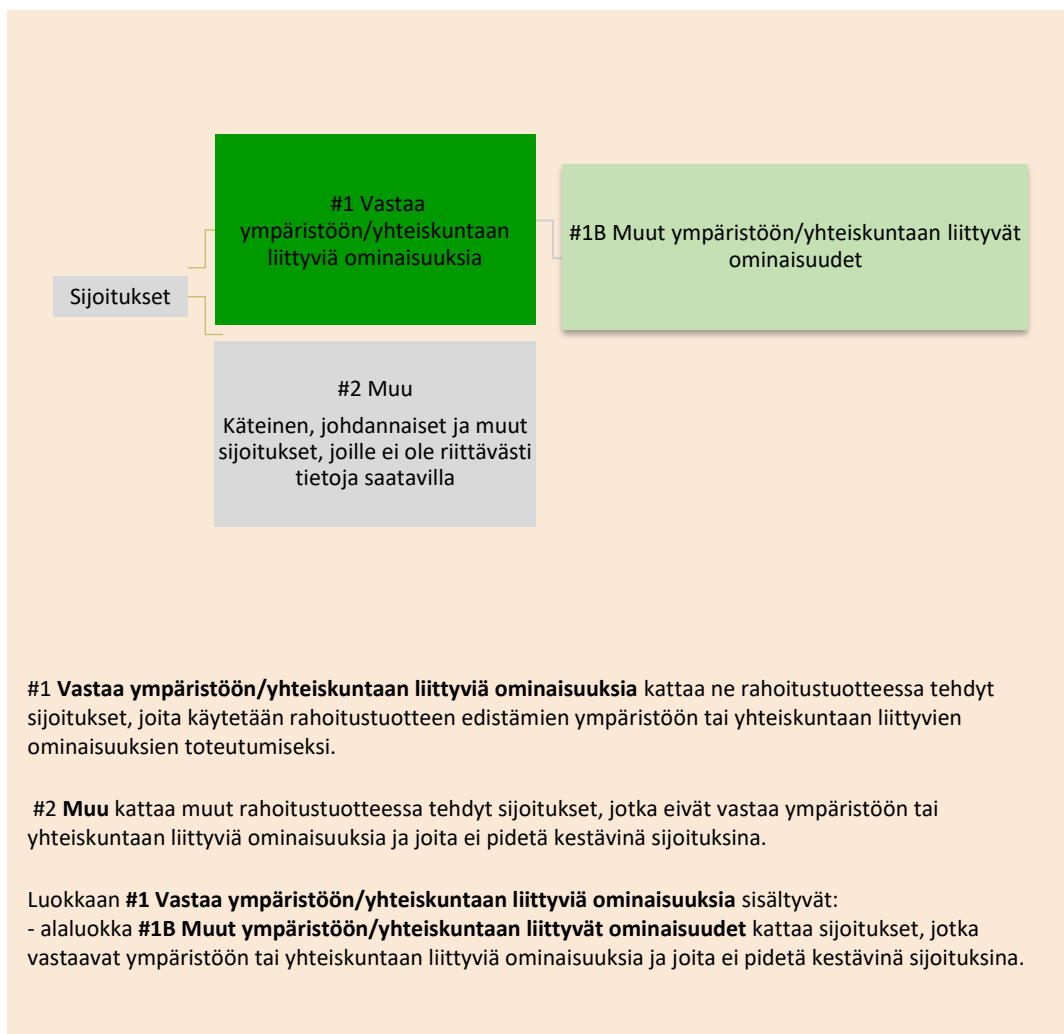 #1 Vastaa
ympäristöön/yhteiskuntaan
liittyviä ominaisuuksia
#1B Muut ympäristöön/yhteiskuntaan liittyvät
ominaisuudet
Sijoitukset
#2 Muu
Käteinen, johdannaiset ja muut
sijoitukset, joille ei ole riittävästi
tietoja saatavilla
#1 Vastaa ympäristöön/yhteiskuntaan liittyviä ominaisuuksia kattaa ne rahoitustuotteessa tehdyt
sijoitukset, joita käytetään rahoitustuotteen edistämien ympäristöön tai yhteiskuntaan liittyvien
ominaisuuksien toteutumiseksi.
#2 Muu kattaa muut rahoitustuotteessa tehdyt sijoitukset, jotka eivät vastaa ympäristöön tai
yhteiskuntaan liittyviä ominaisuuksia ja joita ei pidetä kestävinä sijoituksina.
Luokkaan #1 Vastaa ympäristöön/yhteiskuntaan liittyviä ominaisuuksia sisältyvät:
- alaluokka #1B Muut ympäristöön/yhteiskuntaan liittyvät ominaisuudet kattaa sijoitukset, jotka
vastaavat ympäristöön tai yhteiskuntaan liittyviä ominaisuuksia ja joita ei pidetä kestävinä sijoituksina.